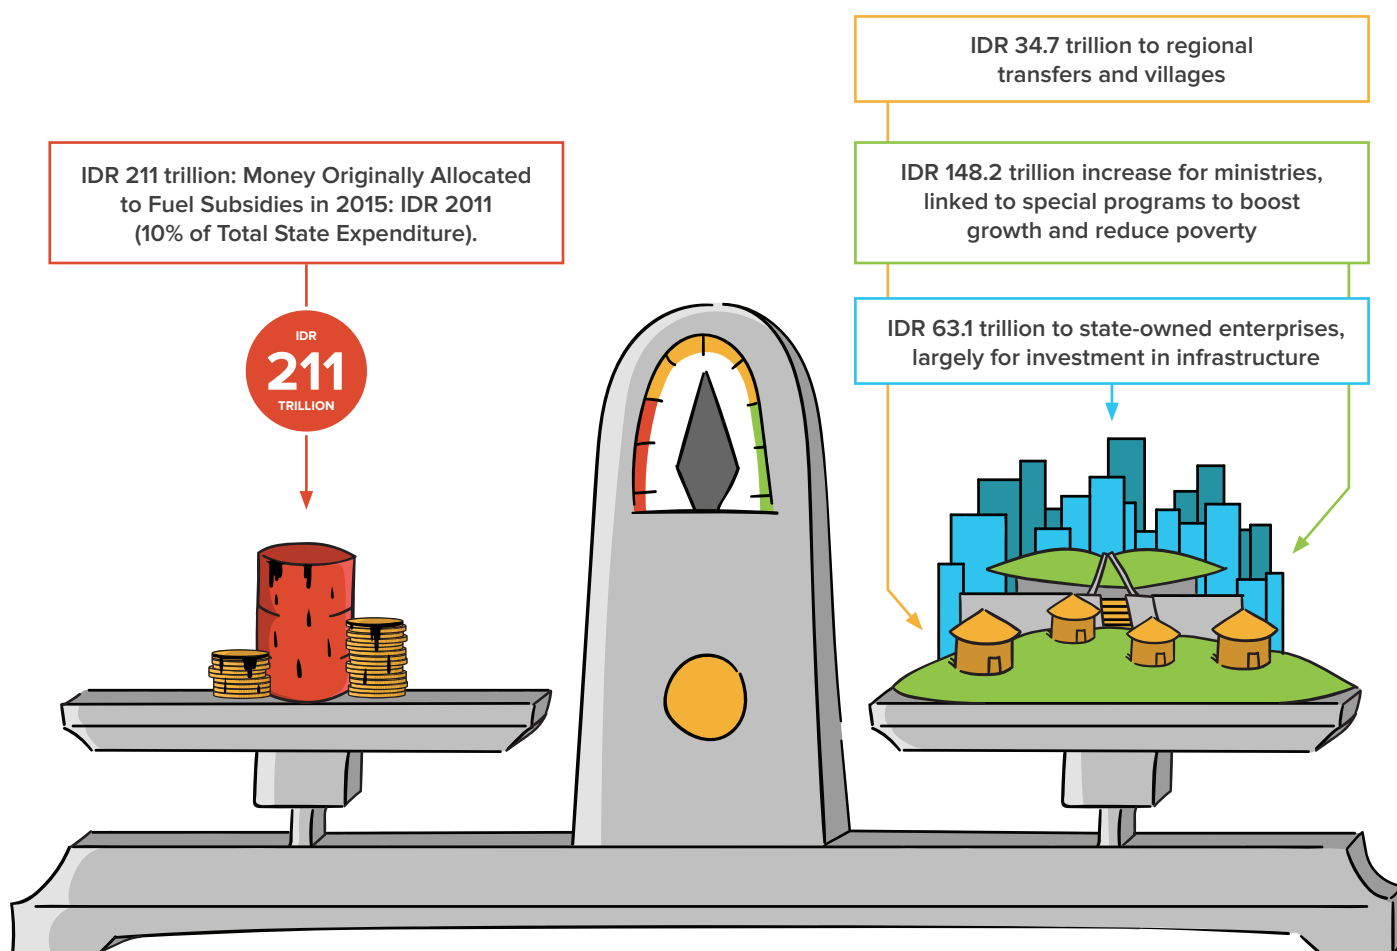 IDR 211 trillion: Money Originally Allocated
to Fuel Subsidies in 2015: IDR 2011
(10% of Total State Expenditure).
IDR
211
TRILLION
IDR 34.7 trillion to regional
transfers and villages
IDR 148.2 trillion increase for ministries,
linked to special programs to boost
growth and reduce poverty
IDR 63.1 trillion to state-owned enterprises,
largely for investment in infrastructure